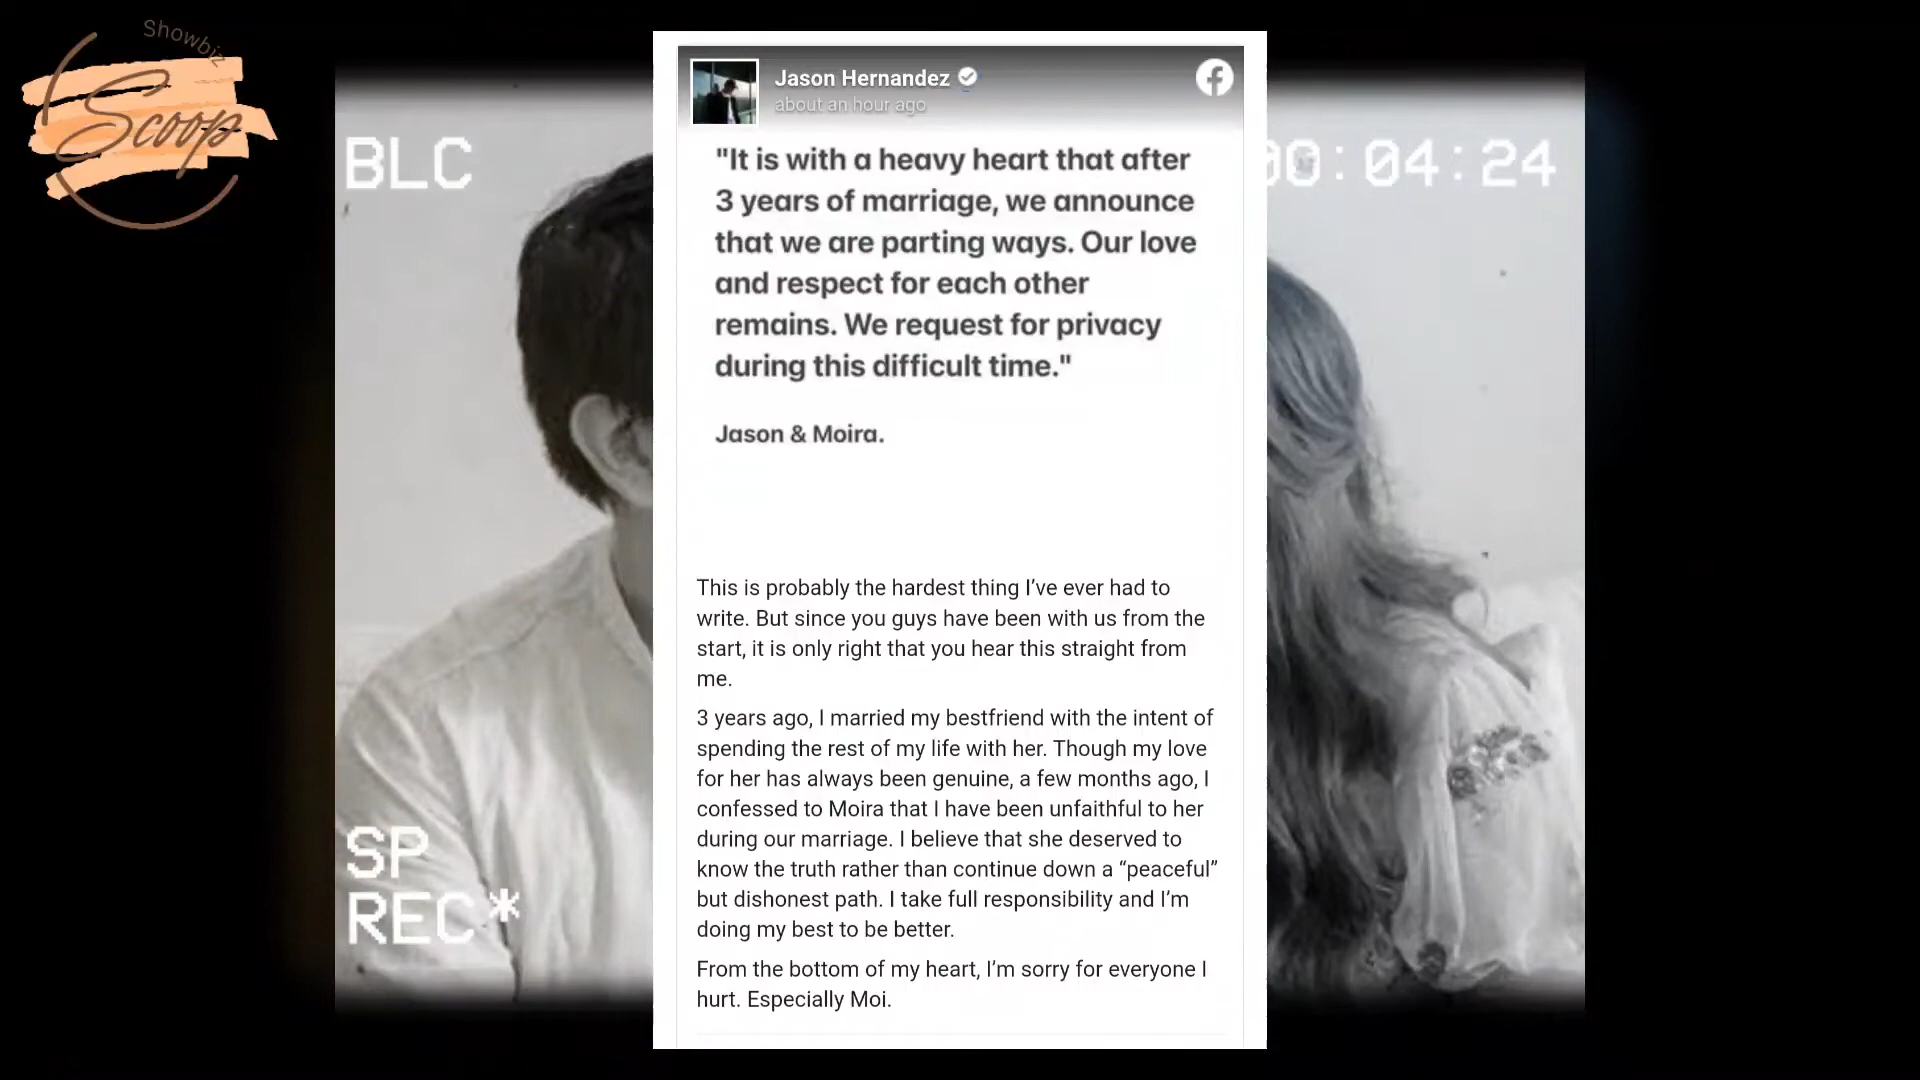 Showbiz
Scoop
BLC
00:04:24
Jason Hernandez
about an hour ago
"It is with a heavy heart that after
3 years of marriage, we announce
that we are parting ways. Our love
and respect for each other
remains. We request for privacy
during this difficult time."
Jason & Moira.
This is probably the hardest thing I’ve ever had to
write. But since you guys have been with us from the
start, it is only right that you hear this straight from
me.
3 years ago, I married my bestfriend with the intent of
spending the rest of my life with her. Though my love
for her has always been genuine, a few months ago, I
confessed to Moira that I have been unfaithful to her
during our marriage. I believe that she deserved to
know the truth rather than continue down a “peaceful”
but dishonest path. I take full responsibility and I’m
doing my best to be better.
From the bottom of my heart, I’m sorry for everyone I
hurt. Especially Moi.
SP
REC*